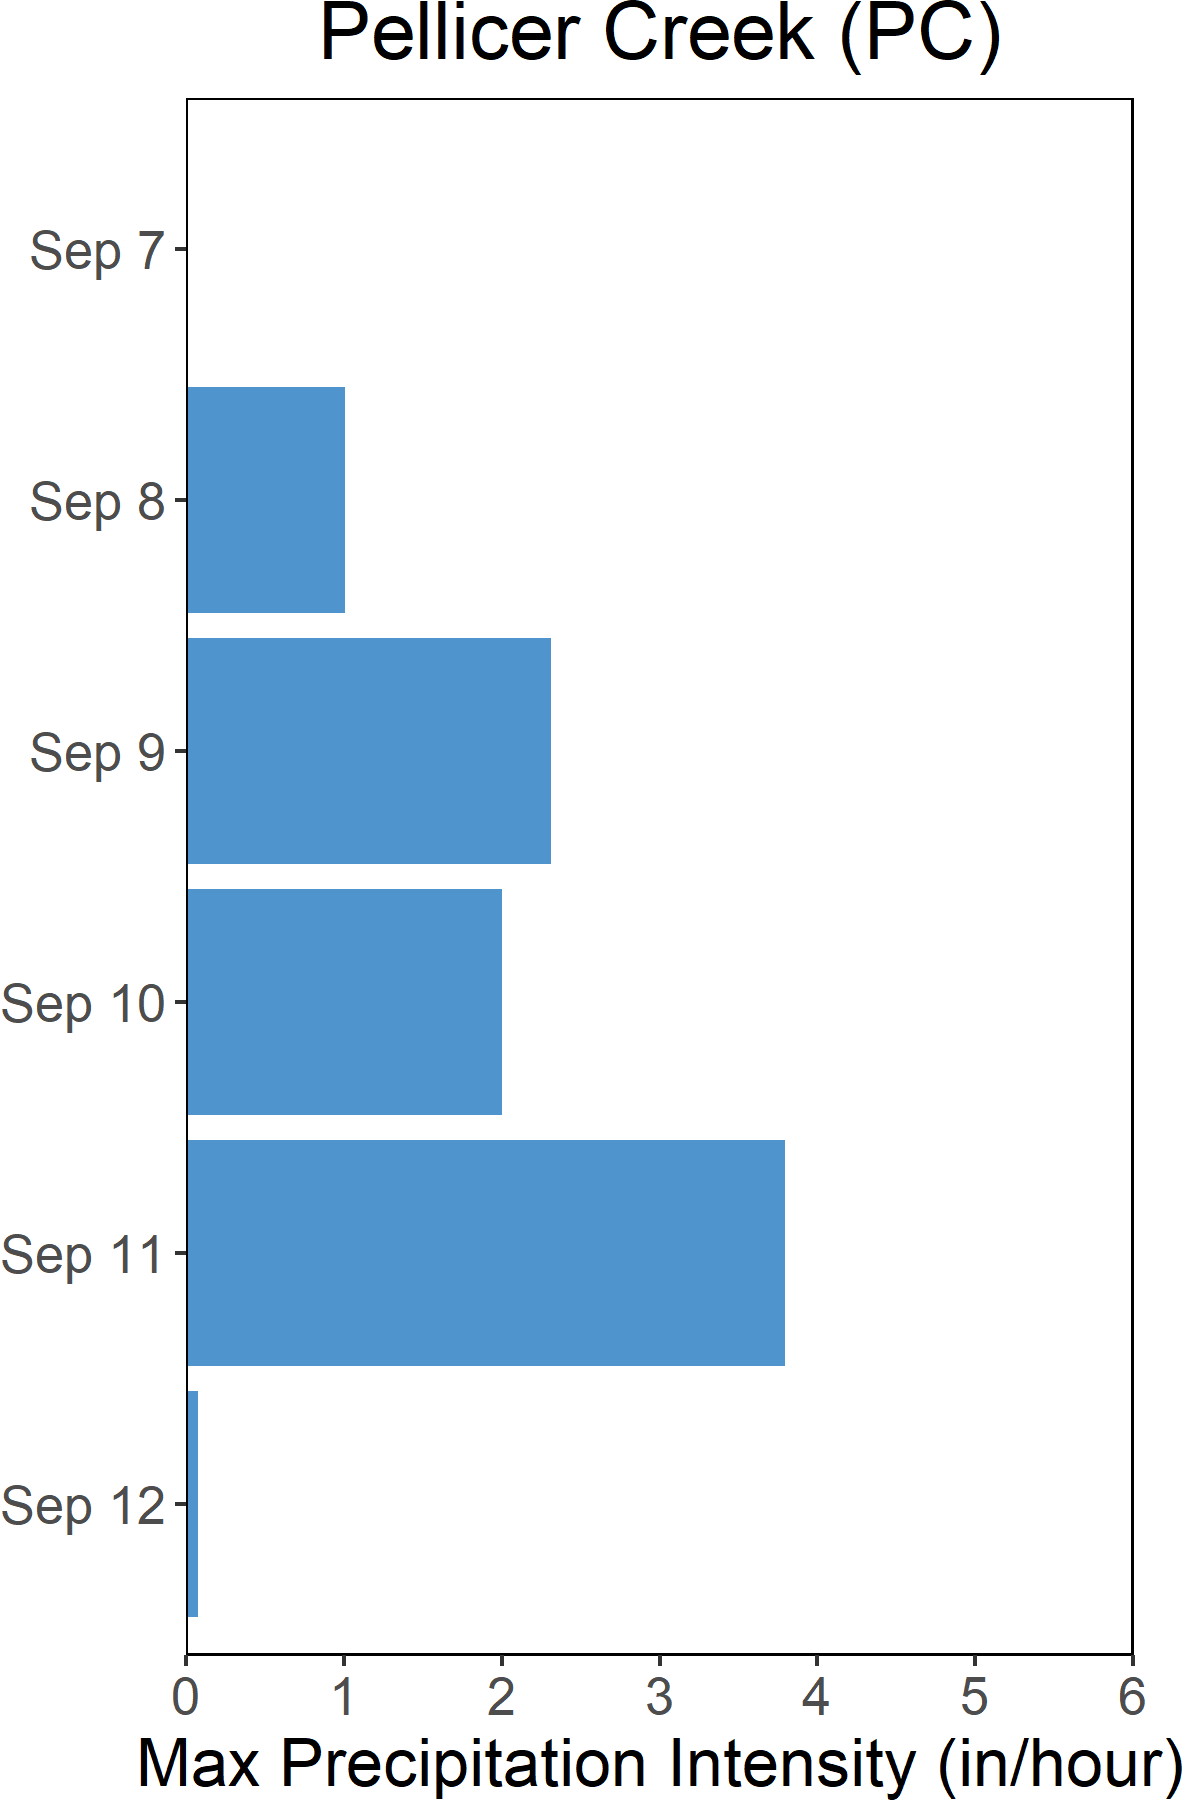 Pellicer Creek (PC)
Sep 7
Sep 8
Sep 9
Sep 10
Sep 11
Sep 12
0 1 2 3 4 5 6
Max Precipitation Intensity (in/hour)